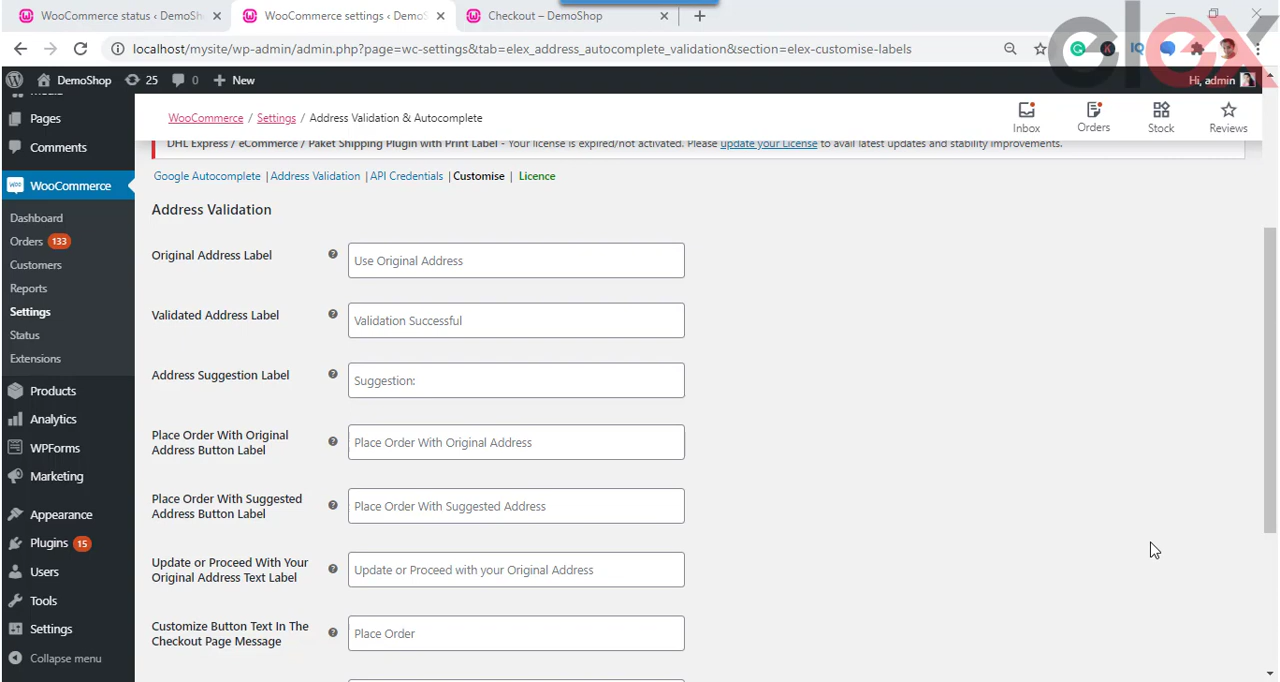 WooCommerce status ‹ DemoSh
WooCommerce settings ‹ Demo
Checkout – DemoShop
localhost/mysite/wp-admin/admin.php?page=wc-settings&tab=elex_address_autocomplete_validation&section=elex-customise-labels
IQ
K
elex
DemoShop
25
0
New
Hi, admin
Media
Pages
Comments
WooCommerce
Dashboard
Orders 133
Customers
Reports
Settings
Status
Extensions
Products
Analytics
WPForms
Marketing
Appearance
Plugins 15
Users
Tools
Settings
Collapse menu
WooCommerce / Settings / Address Validation & Autocomplete
Inbox
Orders
Stock
Reviews
DHL Express / eCommerce / Paket Shipping Plugin with Print Label - Your license is expired/not activated. Please update your License to avail latest updates and stability improvements.
Google Autocomplete | Address Validation | API Credentials | Customise | Licence
Address Validation
Original Address Label
Use Original Address
Validated Address Label
Validation Successful
Address Suggestion Label
Suggestion:
Place Order With Original
Address Button Label
Place Order With Original Address
Place Order With Suggested
Address Button Label
Place Order With Suggested Address
Update or Proceed With Your
Original Address Text Label
Update or Proceed with your Original Address
Customize Button Text In The
Checkout Page Message
Place Order